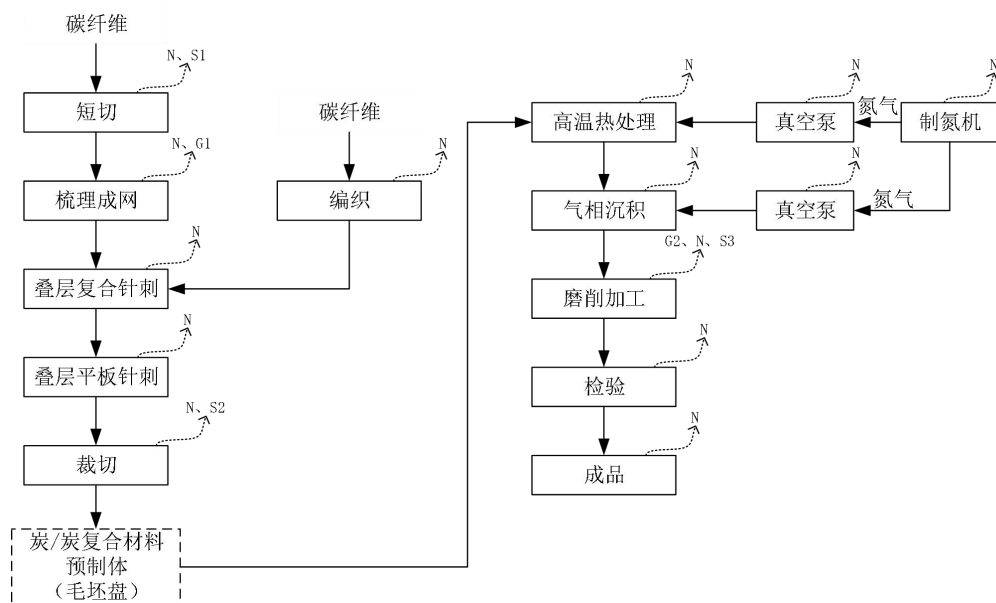 碳纤维
N、S1
短切
N、G1
梳理成网
碳纤维
N
编织
N
叠层复合针刺
N
叠层平板针刺
N、S2
裁切
炭/炭复合材料
预制体
（毛坯盘）
N
高温热处理
N
真空泵
氮气
N
制氮机
N
气相沉积
N
真空泵
氮气
G2、N、S3
磨削加工
N
检验
N
成品